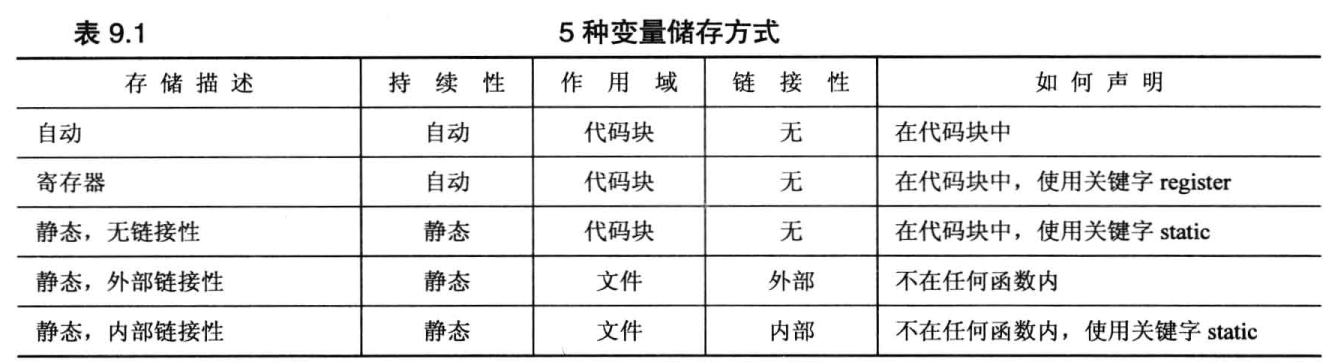 表 9.1 5 种变量储存方式
存储描述 持续性 作用域 链接性 如何声明
自动 自动 代码块 无 在代码块中
寄存器 自动 代码块 无 在代码块中，使用关键字 register
静态，无链接性 静态 代码块 无 在代码块中，使用关键字 static
静态，外部链接性 静态 文件 外部 不在任何函数内
静态，内部链接性 静态 文件 内部 不在任何函数内，使用关键字 static